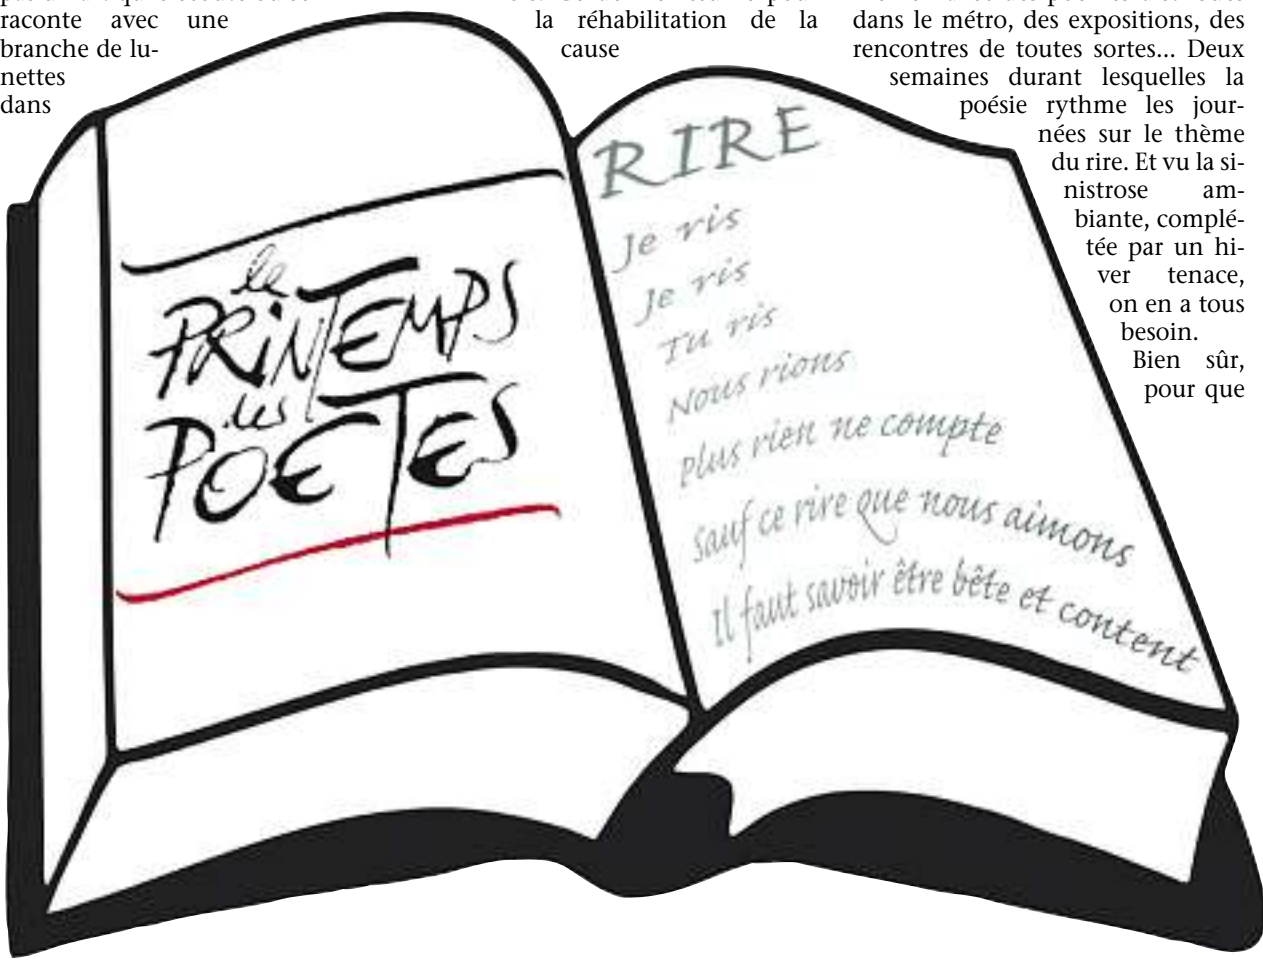 raconte avec une
branche de lu-
nettes
dans
la réhabilitation de la
cause
dans le métro, des expositions, des
rencontres de toutes sortes... Deux
semaines durant lesquelles la
poésie rythme les jour-
nées sur le thème
du rire. Et vu la si-
nistrose am-
biante, complé-
tée par un hi-
ver tenace,
on en a tous
besoin.
Bien sûr,
pour que
le
PRINTEMPS
des
POETES
RIRE
Je ris
Je ris
Tu ris
Nous rions
plus rien ne compte
sauf ce rire que nous aimons
Il faut savoir être bête et content